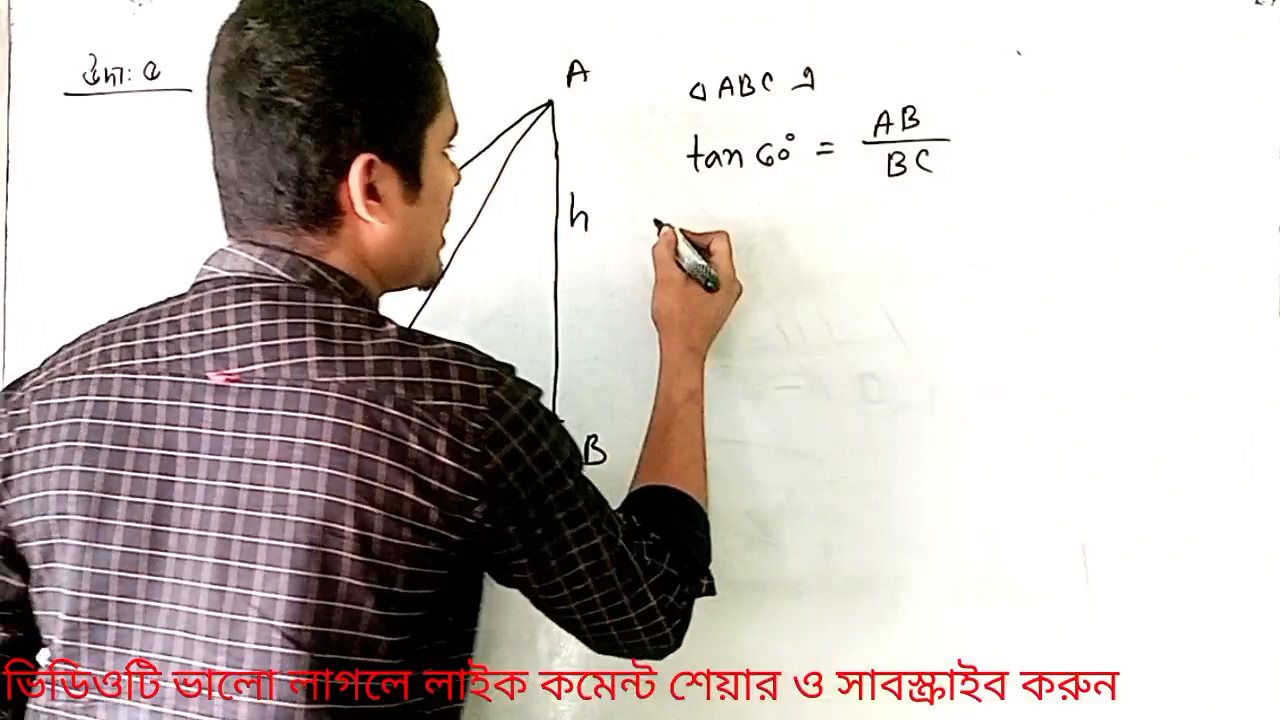 উদা: ৫
A
h
B
△ABC এ
tan 60° = AB / BC
ভিডিওটি ভালো লাগলে লাইক কমেন্ট শেয়ার ও সাবস্ক্রাইব করুন